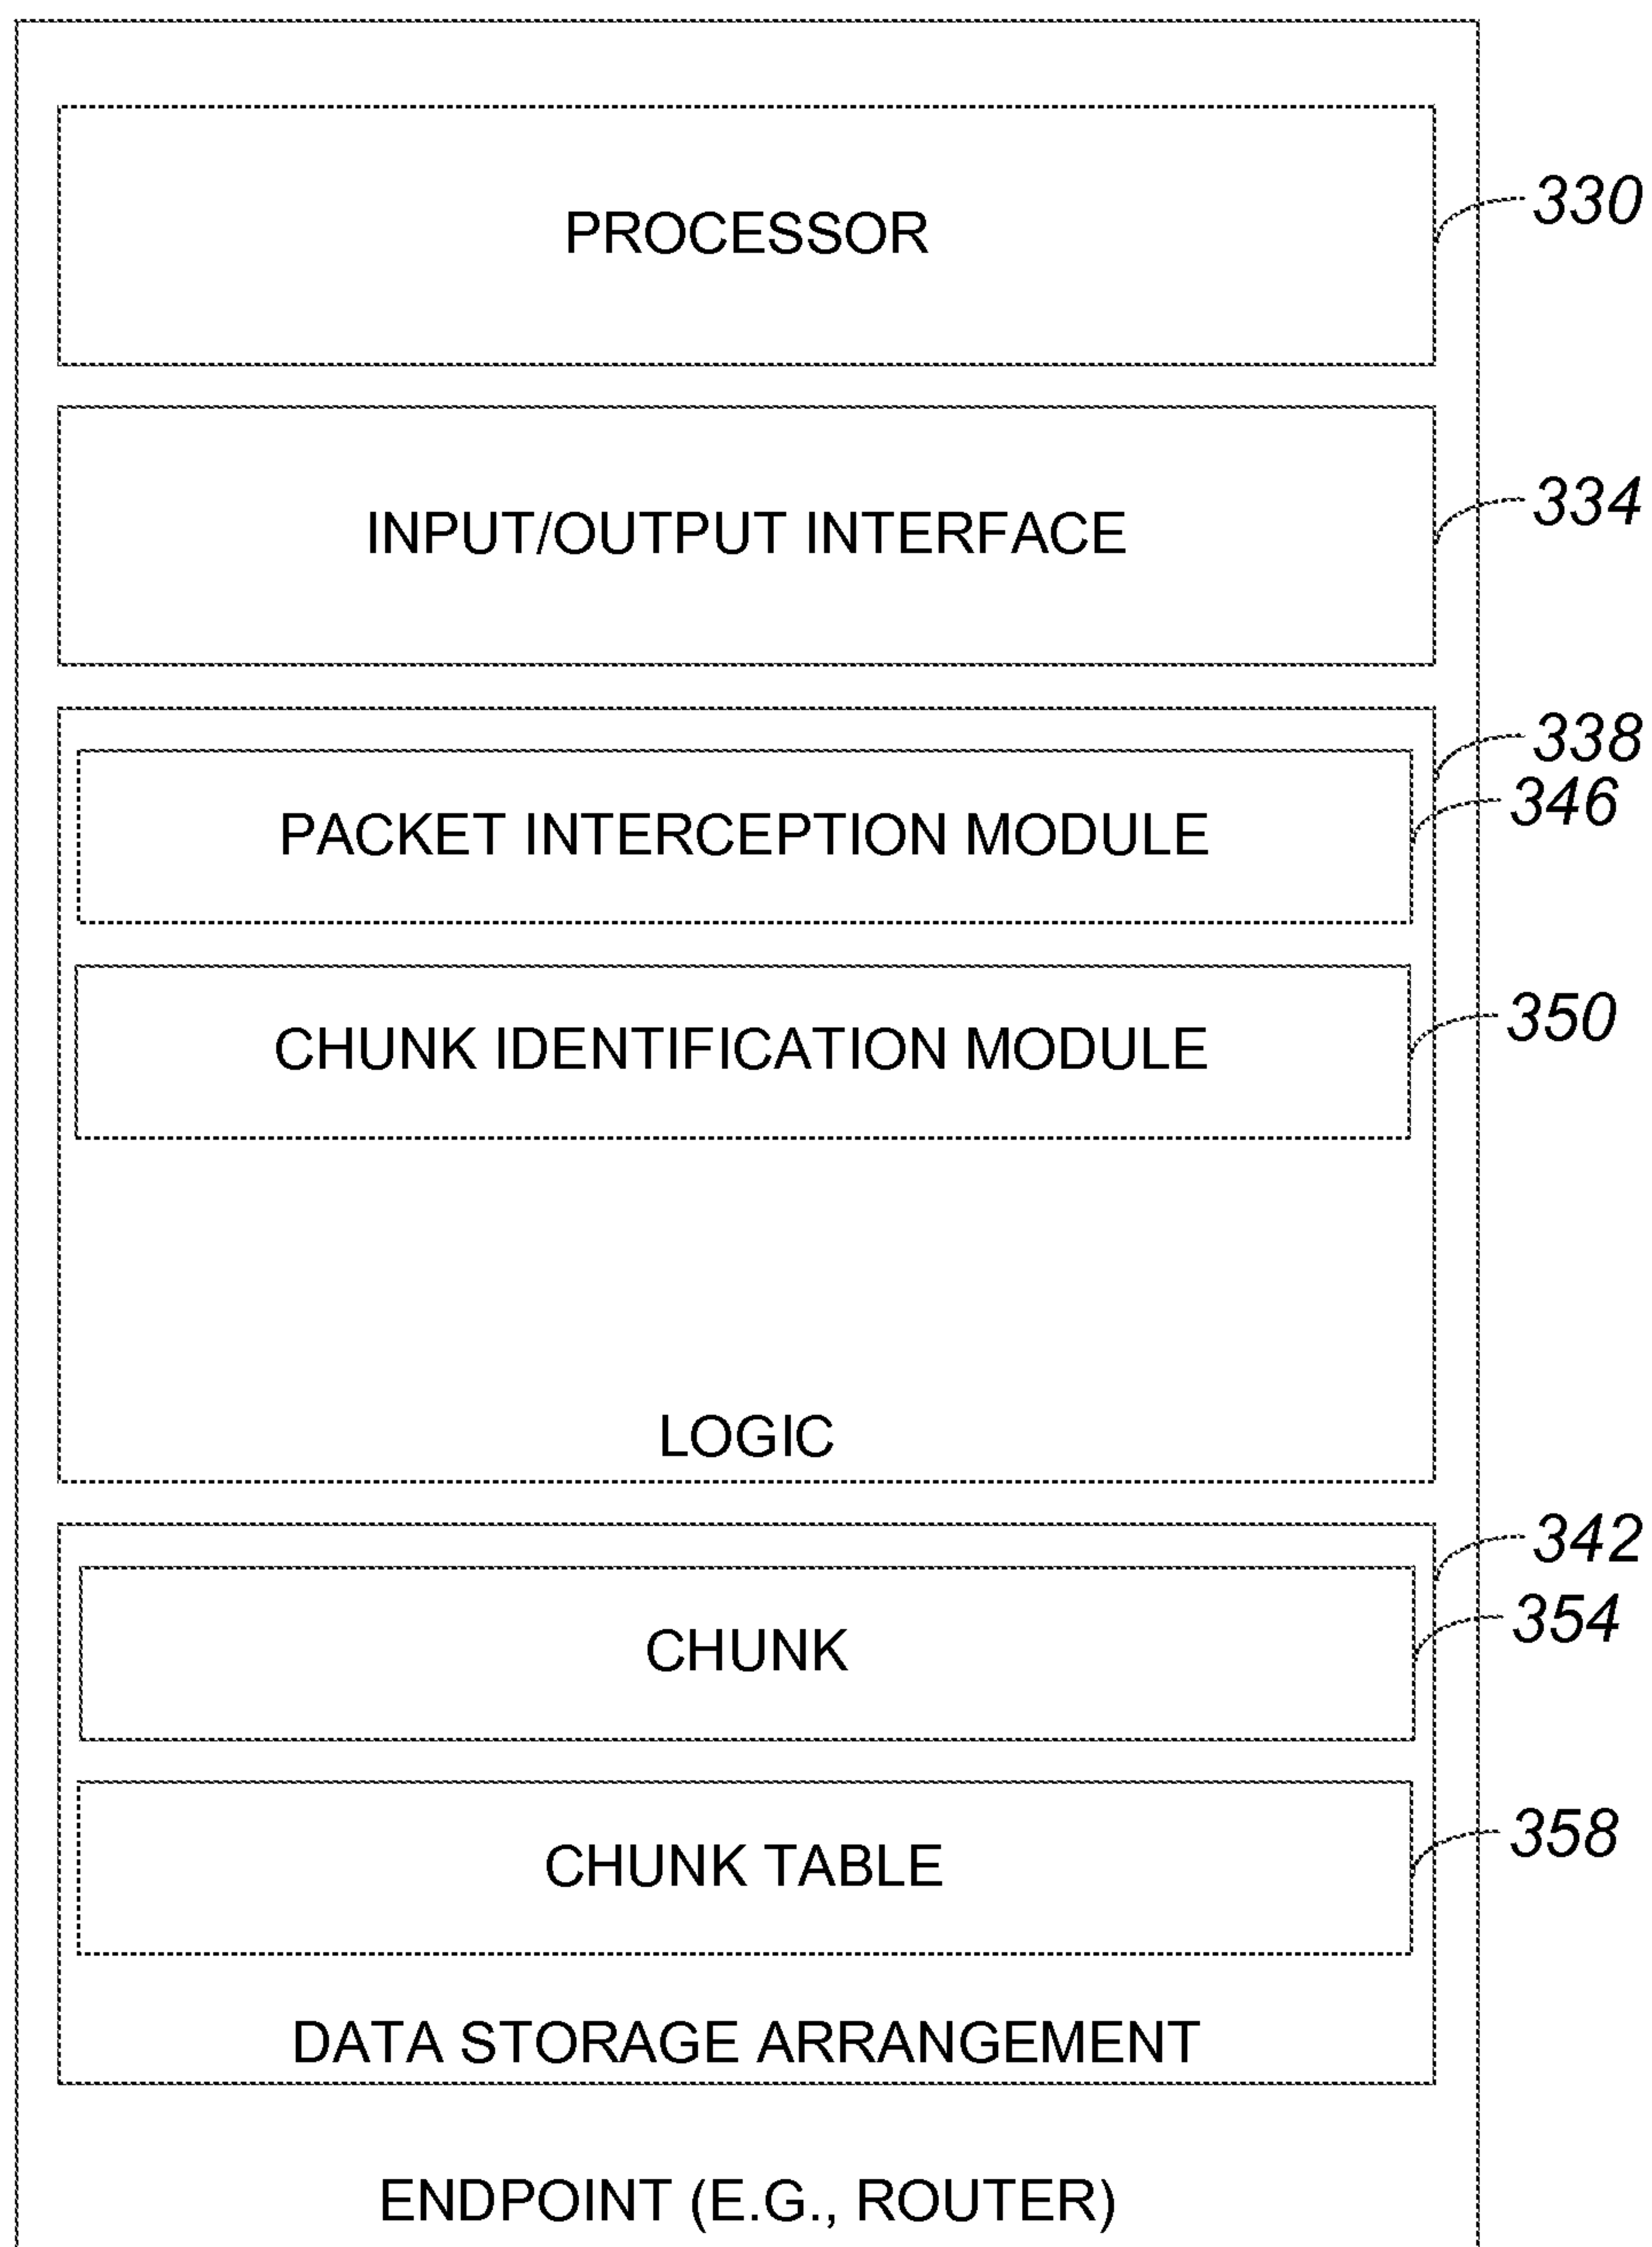 PROCESSOR
330
INPUT/OUTPUT INTERFACE
334
338
PACKET INTERCEPTION MODULE
346
CHUNK IDENTIFICATION MODULE
350
LOGIC
342
CHUNK
354
CHUNK TABLE
358
DATA STORAGE ARRANGEMENT
ENDPOINT (E.G., ROUTER)